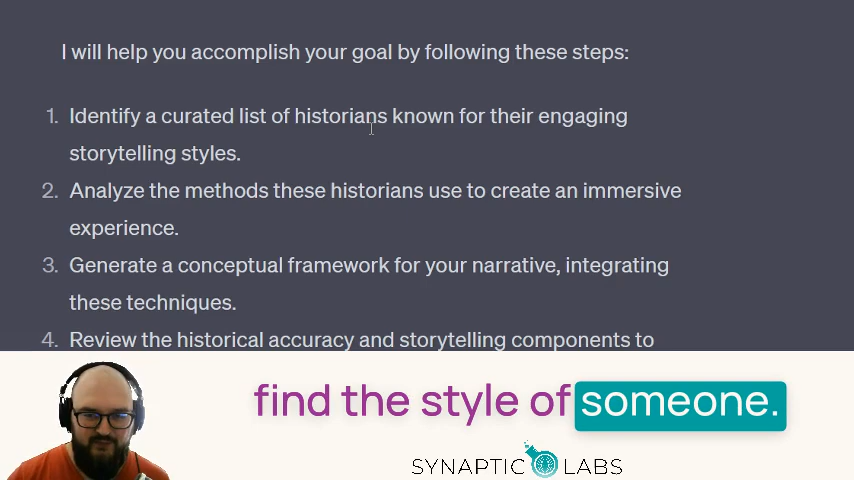 I will help you accomplish your goal by following these steps:
1. Identify a curated list of historians known for their engaging
storytelling styles.
2. Analyze the methods these historians use to create an immersive
experience.
3. Generate a conceptual framework for your narrative, integrating
these techniques.
4. Review the historical accuracy and storytelling components to
find the style of someone.
SYNAPTIC LABS